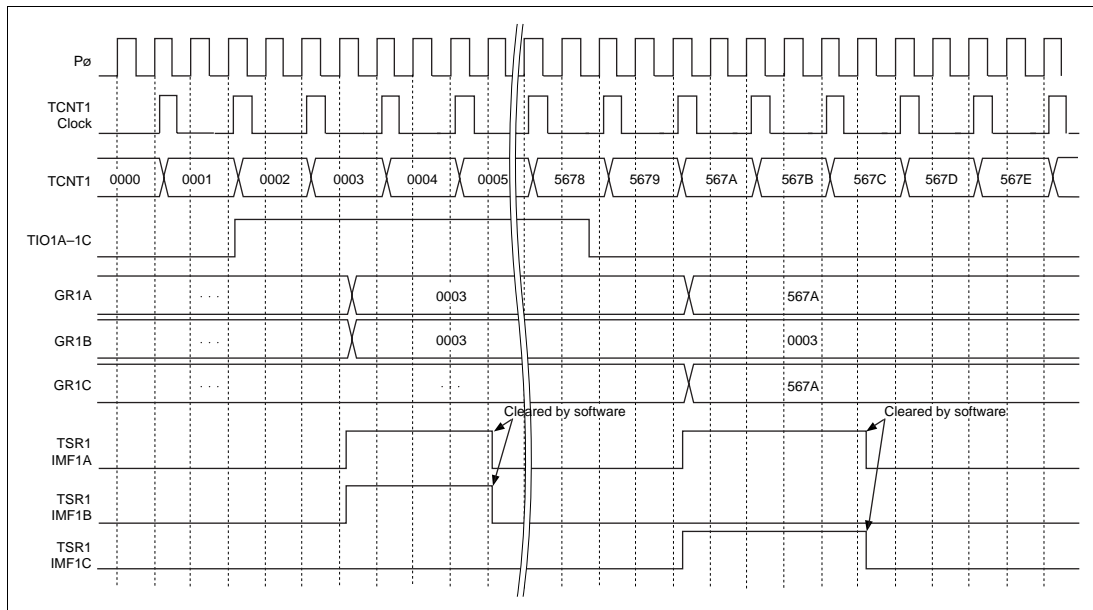 Pø
TCNT1
Clock
TCNT1 0000 0001 0002 0003 0004 0005 5678 5679 567A 567B 567C 567D 567E
TIO1A–1C
GR1A · · · 0003 567A
GR1B · · · 0003 0003
GR1C · · · · · · 567A
Cleared by software Cleared by software
TSR1
IMF1A
TSR1
IMF1B
TSR1
IMF1C